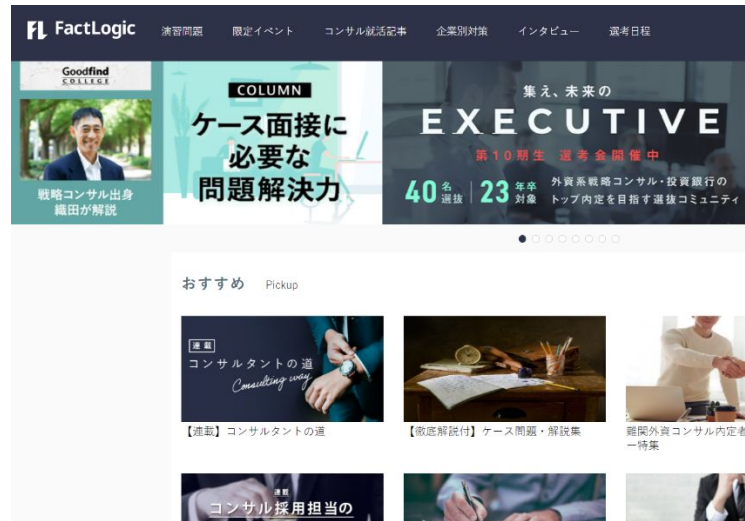 FL FactLogic
演習問題
限定イベント
コンサル就活記事
企業別対策
インタビュー
選考日程
Goodfind
COLLEGE
戦略コンサル出身
織田が解説
COLUMN
ケース面接に
必要な
問題解決力
集え、未来の
EXECUTIVE
第10期生 選考会開催中
40名選抜
23年卒対象
外資系戦略コンサル・投資銀行の
トップ内定を目指す選抜コミュニティ
おすすめ Pickup
連載
コンサルタントの道
Consulting way
【連載】コンサルタントの道
【徹底解説付】ケース問題・解説集
難関外資コンサル内定者
ー特集
連載
コンサル採用担当の